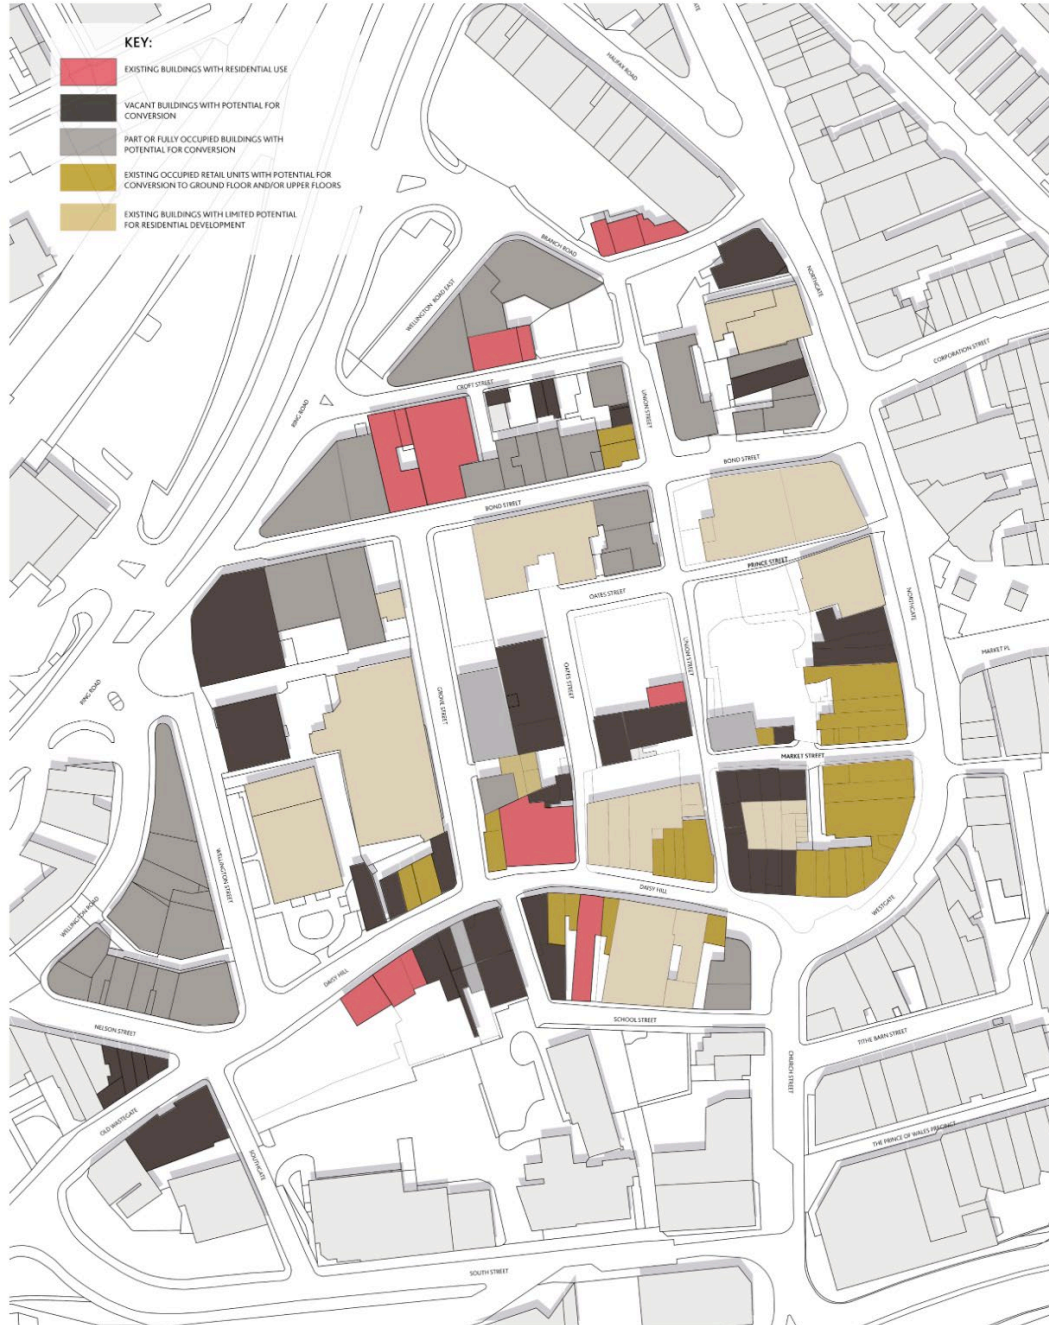 KEY:
EXISTING BUILDINGS WITH RESIDENTIAL USE
VACANT BUILDINGS WITH POTENTIAL FOR
CONVERSION
PART OR FULLY OCCUPIED BUILDINGS WITH
POTENTIAL FOR CONVERSION
EXISTING OCCUPIED RETAIL UNITS WITH POTENTIAL FOR
CONVERSION TO GROUND FLOOR AND/OR UPPER FLOORS
EXISTING BUILDINGS WITH LIMITED POTENTIAL
FOR RESIDENTIAL DEVELOPMENT
HALIFAX ROAD
BRANCH ROAD
NORTHGATE
WELLINGTON ROAD EAST
CORPORATION STREET
CROFT STREET
RING ROAD
UNION STREET
BOND STREET
BOND STREET
PRINCE STREET
OATES STREET
NORTHGATE
MARKET PL
UNION STREET
OATES STREET
RING ROAD
GROVE STREET
MARKET STREET
WELLINGTON STREET
DAISY HILL
WESTGATE
WELLINGTON ROAD
DAISY HILL
SCHOOL STREET
NELSON STREET
TITHE BARN STREET
CHURCH STREET
OLD WASTEGATE
THE PRINCE OF WALES PRECINCT
SOUTHGATE
SOUTH STREET